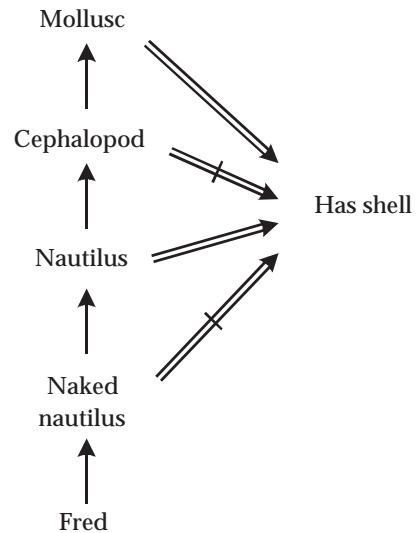 Mollusc
Cephalopod
Has shell
Nautilus
Naked
nautilus
Fred